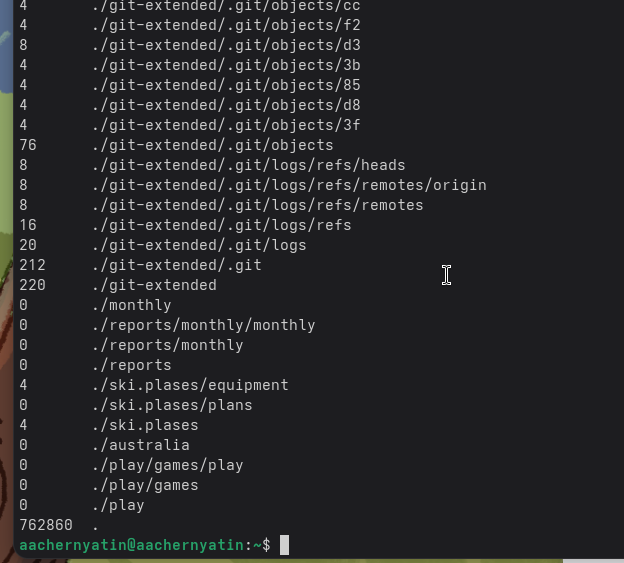 4 ./git-extended/.git/objects/cc
4 ./git-extended/.git/objects/f2
8 ./git-extended/.git/objects/d3
4 ./git-extended/.git/objects/3b
4 ./git-extended/.git/objects/85
4 ./git-extended/.git/objects/d8
4 ./git-extended/.git/objects/3f
76 ./git-extended/.git/objects
8 ./git-extended/.git/logs/refs/heads
8 ./git-extended/.git/logs/refs/remotes/origin
8 ./git-extended/.git/logs/refs/remotes
16 ./git-extended/.git/logs/refs
20 ./git-extended/.git/logs
212 ./git-extended/.git
220 ./git-extended
0 ./monthly
0 ./reports/monthly/monthly
0 ./reports/monthly
0 ./reports
4 ./ski.plases/equipment
0 ./ski.plases/plans
4 ./ski.plases
0 ./australia
0 ./play/games/play
0 ./play/games
0 ./play
762860 .
aachernyatin@aachernyatin:~$